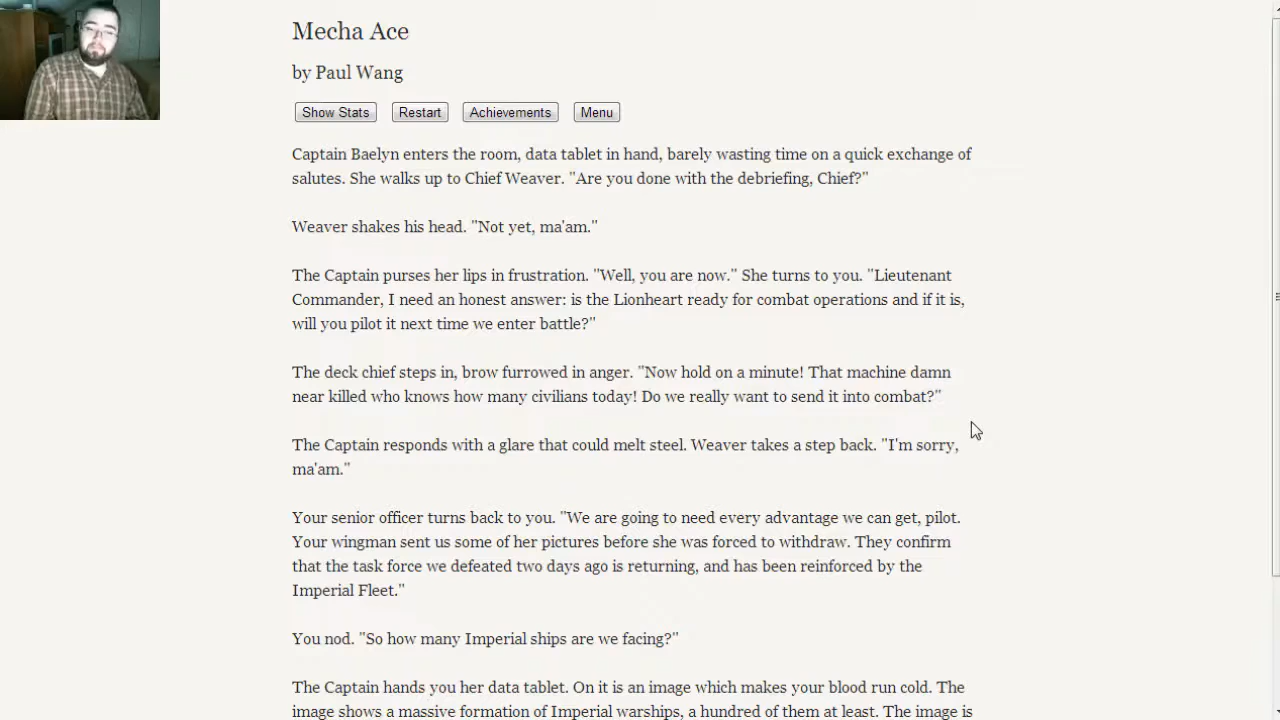 Mecha Ace
by Paul Wang
Show Stats Restart Achievements Menu
Captain Baelyn enters the room, data tablet in hand, barely wasting time on a quick exchange of
salutes. She walks up to Chief Weaver. "Are you done with the debriefing, Chief?"
Weaver shakes his head. "Not yet, ma'am."
The Captain purses her lips in frustration. "Well, you are now." She turns to you. "Lieutenant
Commander, I need an honest answer: is the Lionheart ready for combat operations and if it is,
will you pilot it next time we enter battle?"
The deck chief steps in, brow furrowed in anger. "Now hold on a minute! That machine damn
near killed who knows how many civilians today! Do we really want to send it into combat?"
The Captain responds with a glare that could melt steel. Weaver takes a step back. "I'm sorry,
ma'am."
Your senior officer turns back to you. "We are going to need every advantage we can get, pilot.
Your wingman sent us some of her pictures before she was forced to withdraw. They confirm
that the task force we defeated two days ago is returning, and has been reinforced by the
Imperial Fleet."
You nod. "So how many Imperial ships are we facing?"
The Captain hands you her data tablet. On it is an image which makes your blood run cold. The
image shows a massive formation of Imperial warships, a hundred of them at least. The image is